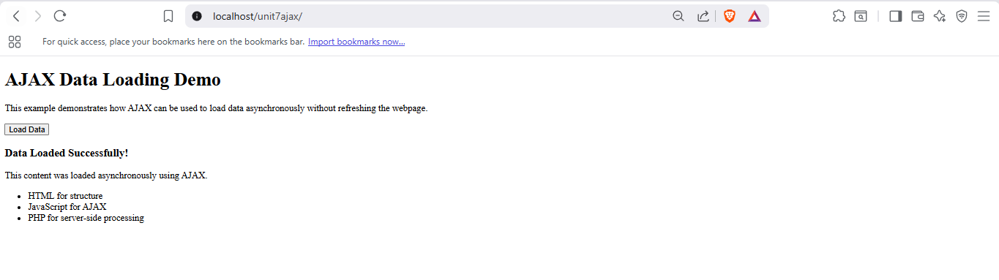 localhost/unit7ajax/
For quick access, place your bookmarks here on the bookmarks bar. Import bookmarks now...
AJAX Data Loading Demo
This example demonstrates how AJAX can be used to load data asynchronously without refreshing the webpage.
Load Data
Data Loaded Successfully!
This content was loaded asynchronously using AJAX.
• HTML for structure
• JavaScript for AJAX
• PHP for server-side processing